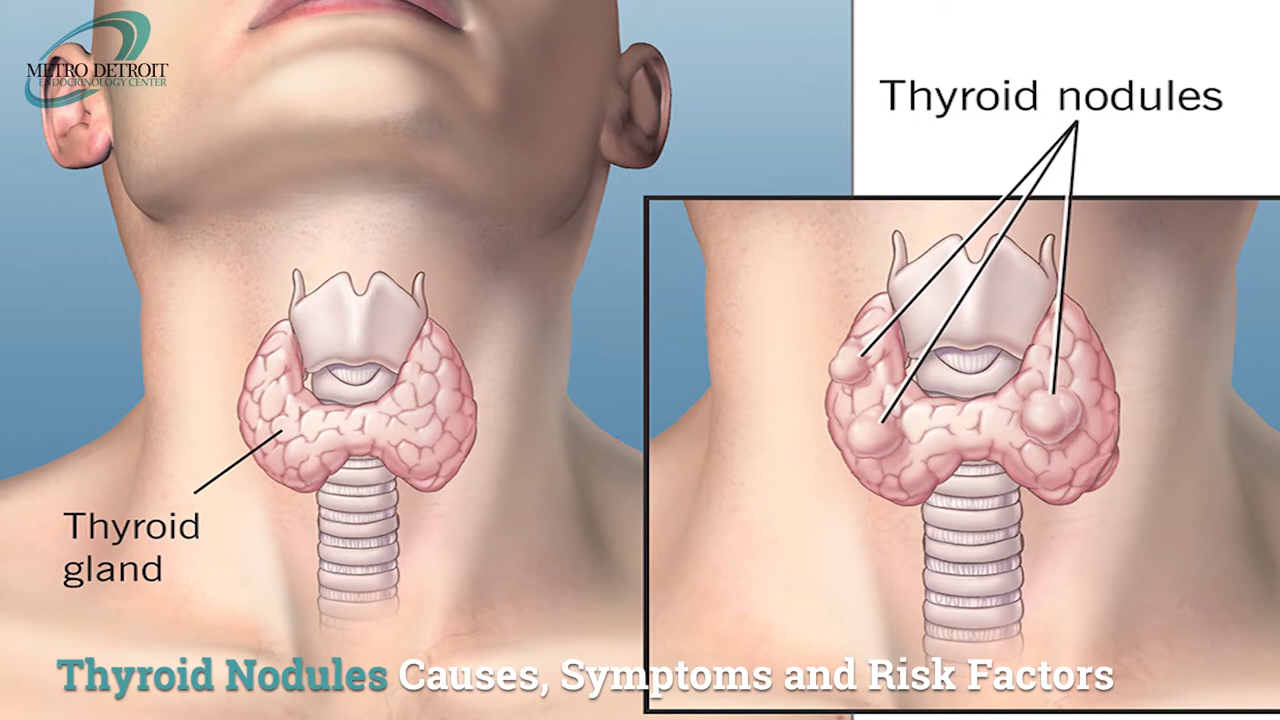 METRO DETROIT
ENDOCRINOLOGY CENTER
Thyroid nodules
Thyroid
gland
Thyroid Nodules Causes, Symptoms and Risk Factors